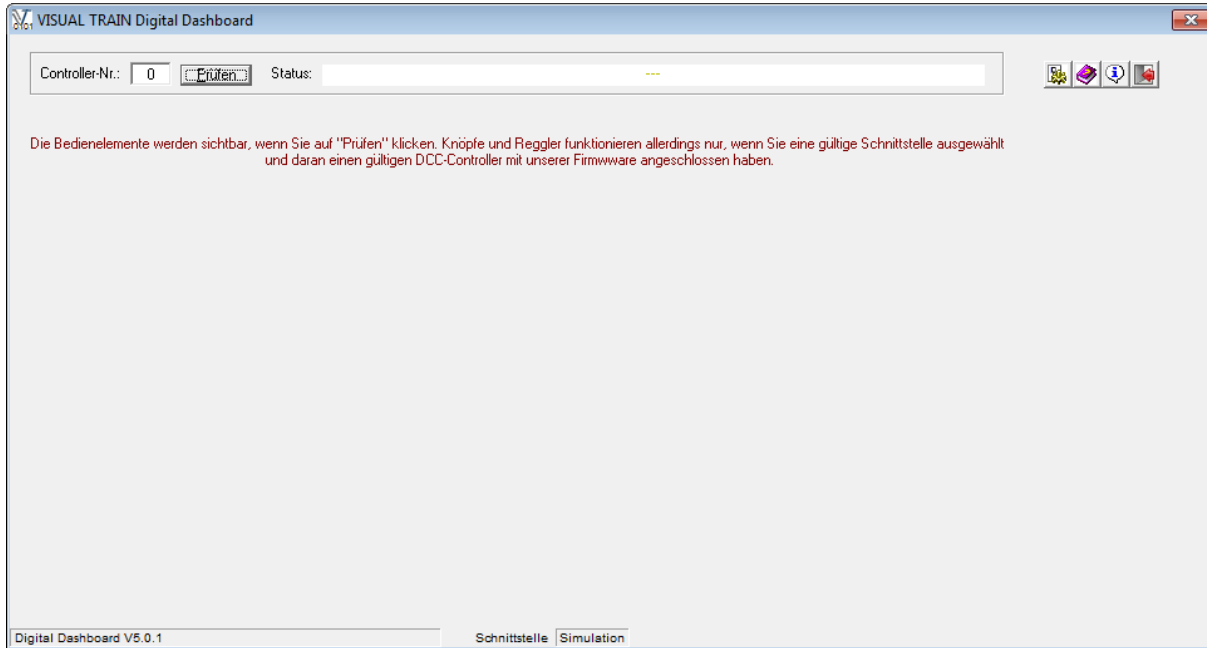 VISUAL TRAIN Digital Dashboard
Controller-Nr.: 0 Prüfen Status: ---
Die Bedienelemente werden sichtbar, wenn Sie auf "Prüfen" klicken. Knöpfe und Reggler funktionieren allerdings nur, wenn Sie eine gültige Schnittstelle ausgewählt
und daran einen gültigen DCC-Controller mit unserer Firmwware angeschlossen haben.
Digital Dashboard V5.0.1 Schnittstelle Simulation